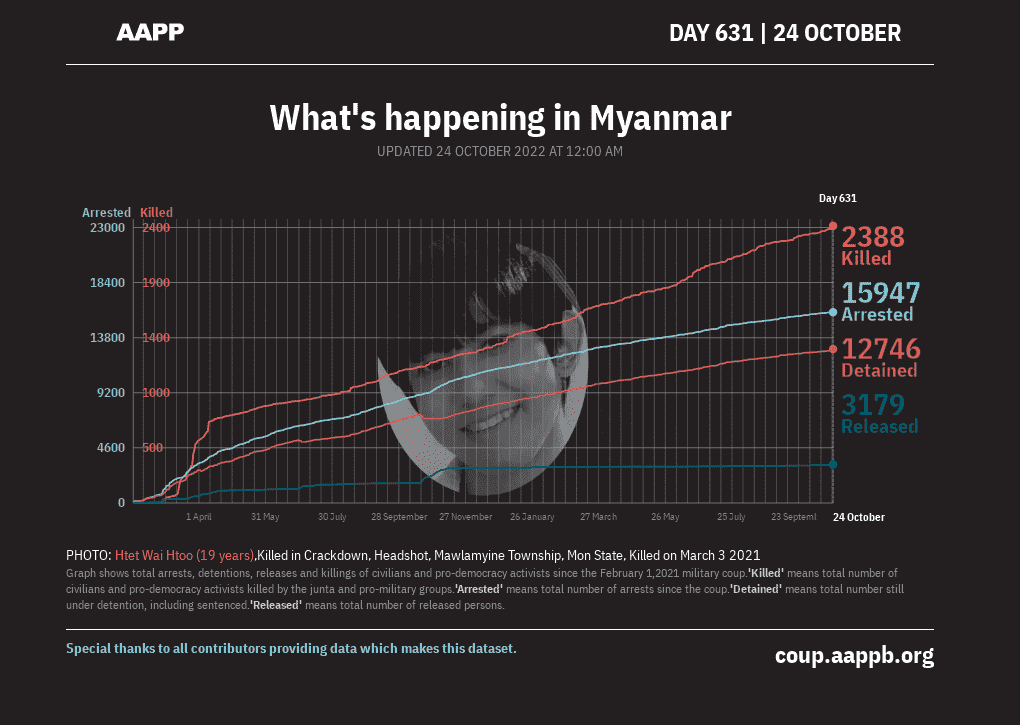 AAPP
DAY 631 | 24 OCTOBER
What's happening in Myanmar
UPDATED 24 OCTOBER 2022 AT 12:00 AM
Day 631
Arrested Killed
23000 2400
18400 1900
13800 1400
9200 1000
4600 500
0
2388
Killed
15947
Arrested
12746
Detained
3179
Released
1 April 31 May 30 July 28 September 27 November 26 January 27 March 26 May 25 July 23 Septeml 24 October
PHOTO: Htet Wai Htoo (19 years),Killed in Crackdown, Headshot, Mawlamyine Township, Mon State, Killed on March 3 2021
Graph shows total arrests, detentions, releases and killings of civilians and pro-democracy activists since the February 1,2021 military coup.'Killed' means total number of
civilians and pro-democracy activists killed by the junta and pro-military groups.'Arrested' means total number of arrests since the coup.'Detained' means total number still
under detention, including sentenced.'Released' means total number of released persons.
Special thanks to all contributors providing data which makes this dataset.
coup.aappb.org